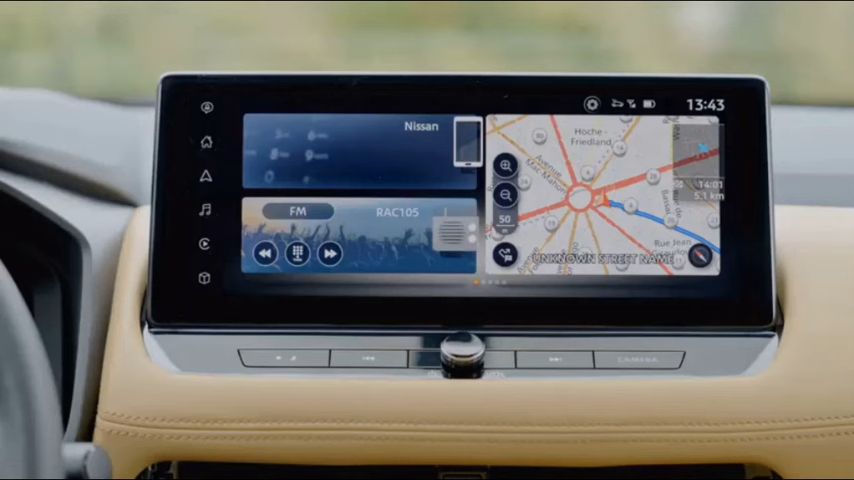 13:43
Nissan
Hoche-
Friedland
Avenue
Mac Mahon
14:01
5.1 km
FM
RAC105
50
m
Rue Jean
UNKNOWN STREET NAME
CAMERA